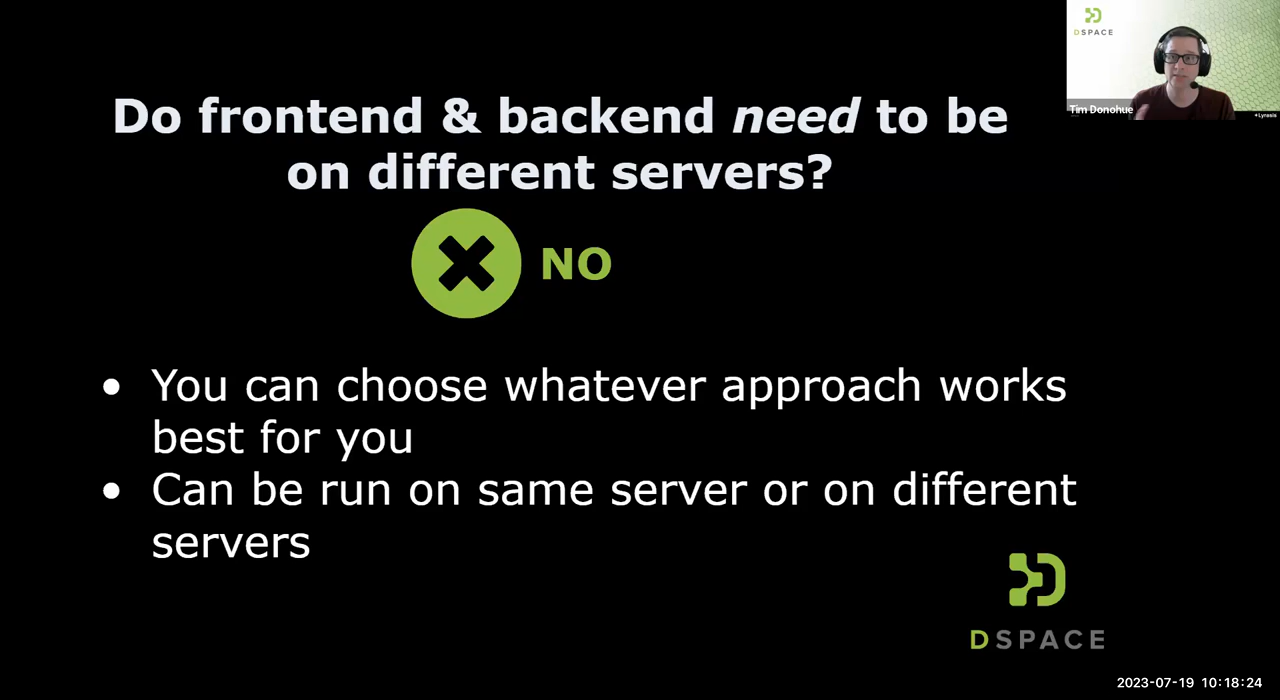 DSPACE
Tim Donohue
Lyrasis
Do frontend & backend need to be
on different servers?
NO
• You can choose whatever approach works
best for you
• Can be run on same server or on different
servers
DSPACE
2023-07-19 10:18:24